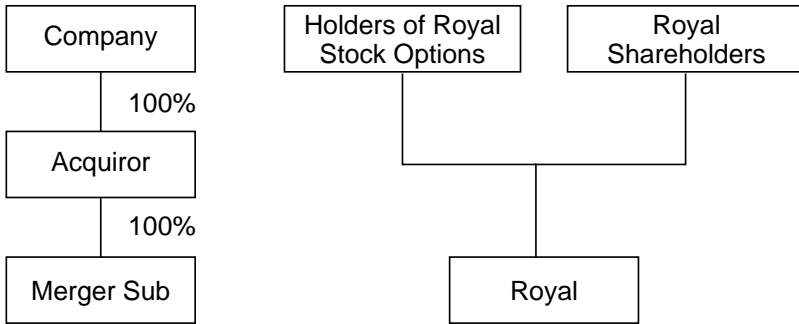 Company
100%
Acquiror
100%
Merger Sub
Holders of Royal
Stock Options
Royal
Shareholders
Royal